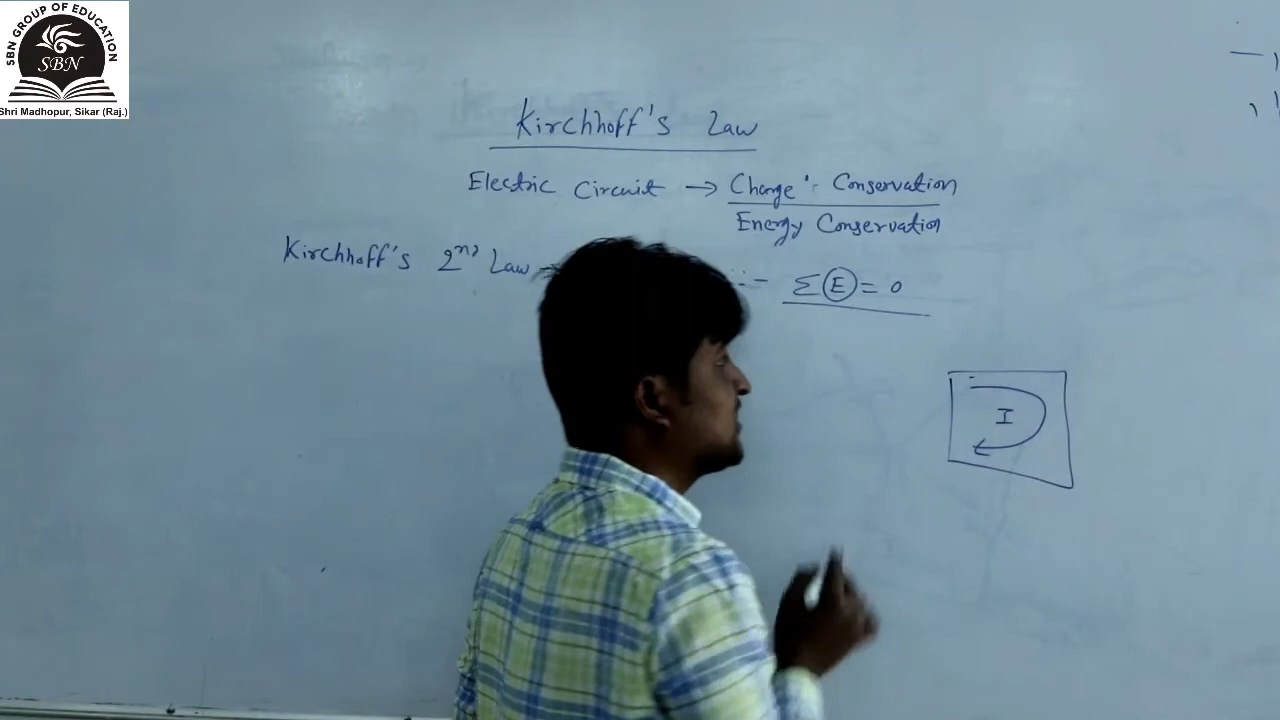 SBN GROUP OF EDUCATION
SBN
Shri Madhopur, Sikar (Raj.)
Kirchhoff's Law
Electric Circuit → Charge Conservation
Energy Conservation
Kirchhoff's 2nd Law →
:- ΣE = 0
I